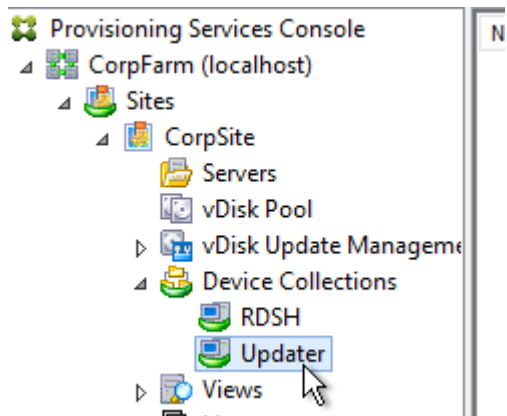 Provisioning Services Console
N
CorpFarm (localhost)
Sites
CorpSite
Servers
vDisk Pool
vDisk Update Manageme
Device Collections
RDSH
Updater
Views